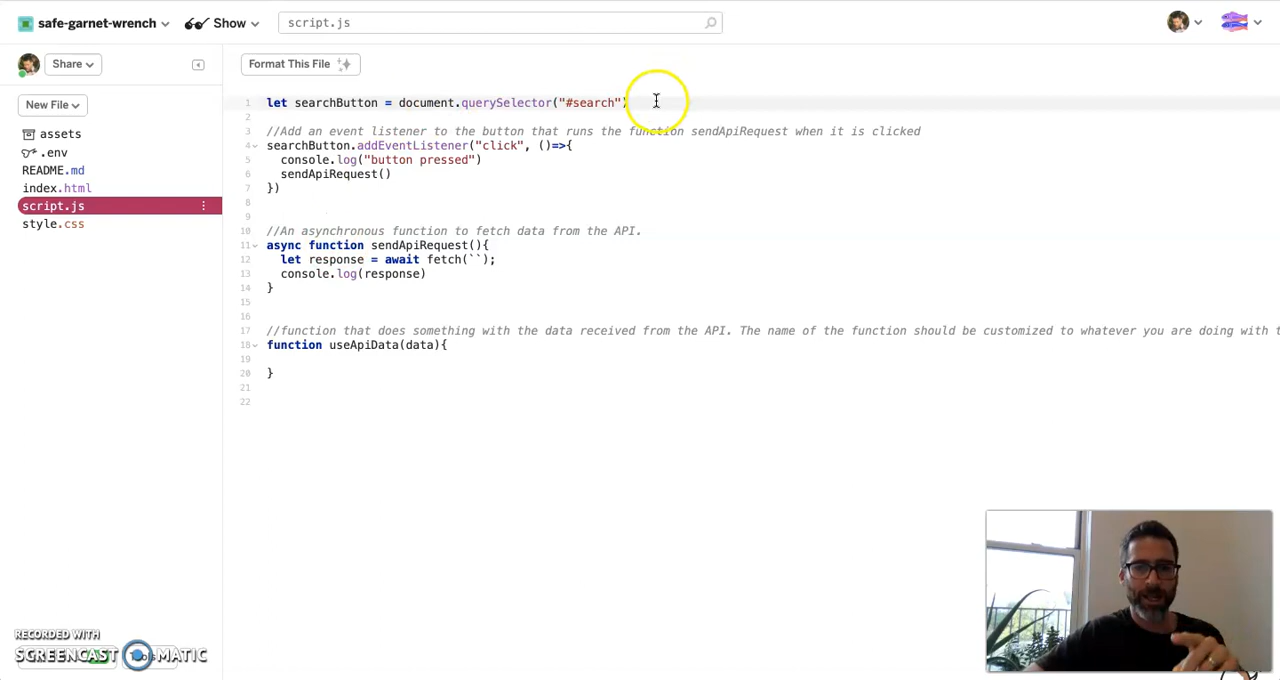 safe-garnet-wrench
Show
script.js
Share
Format This File
New File
assets
.env
README.md
index.html
script.js
style.css
1 let searchButton = document.querySelector("#search")
2
3 //Add an event listener to the button that runs the function sendApiRequest when it is clicked
4 searchButton.addEventListener("click", ()=>{
5 console.log("button pressed")
6 sendApiRequest()
7 })
8
9
10 //An asynchronous function to fetch data from the API.
11 async function sendApiRequest(){
12 let response = await fetch(``);
13 console.log(response)
14 }
15
16
17 //function that does something with the data received from the API. The name of the function should be customized to whatever you are doing with t
18 function useApiData(data){
19
20 }
21
22
RECORDED WITH
SCREENCAST MATIC